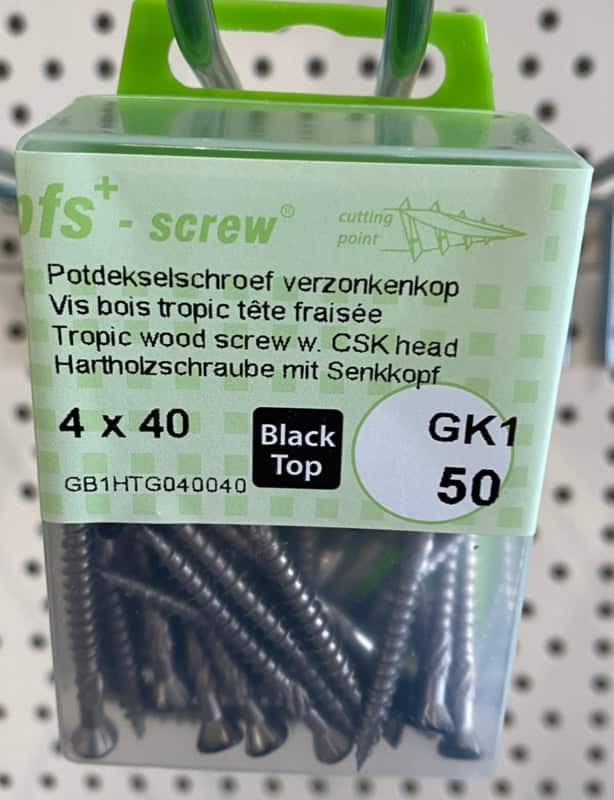 pfs+ - screw®
cutting
point
Potdekselschroef verzonkenkop
Vis bois tropic tête fraisée
Tropic wood screw w. CSK head
Hartholzschraube mit Senkkopf
4 x 40
Black
Top
GK1
50
GB1HTG040040